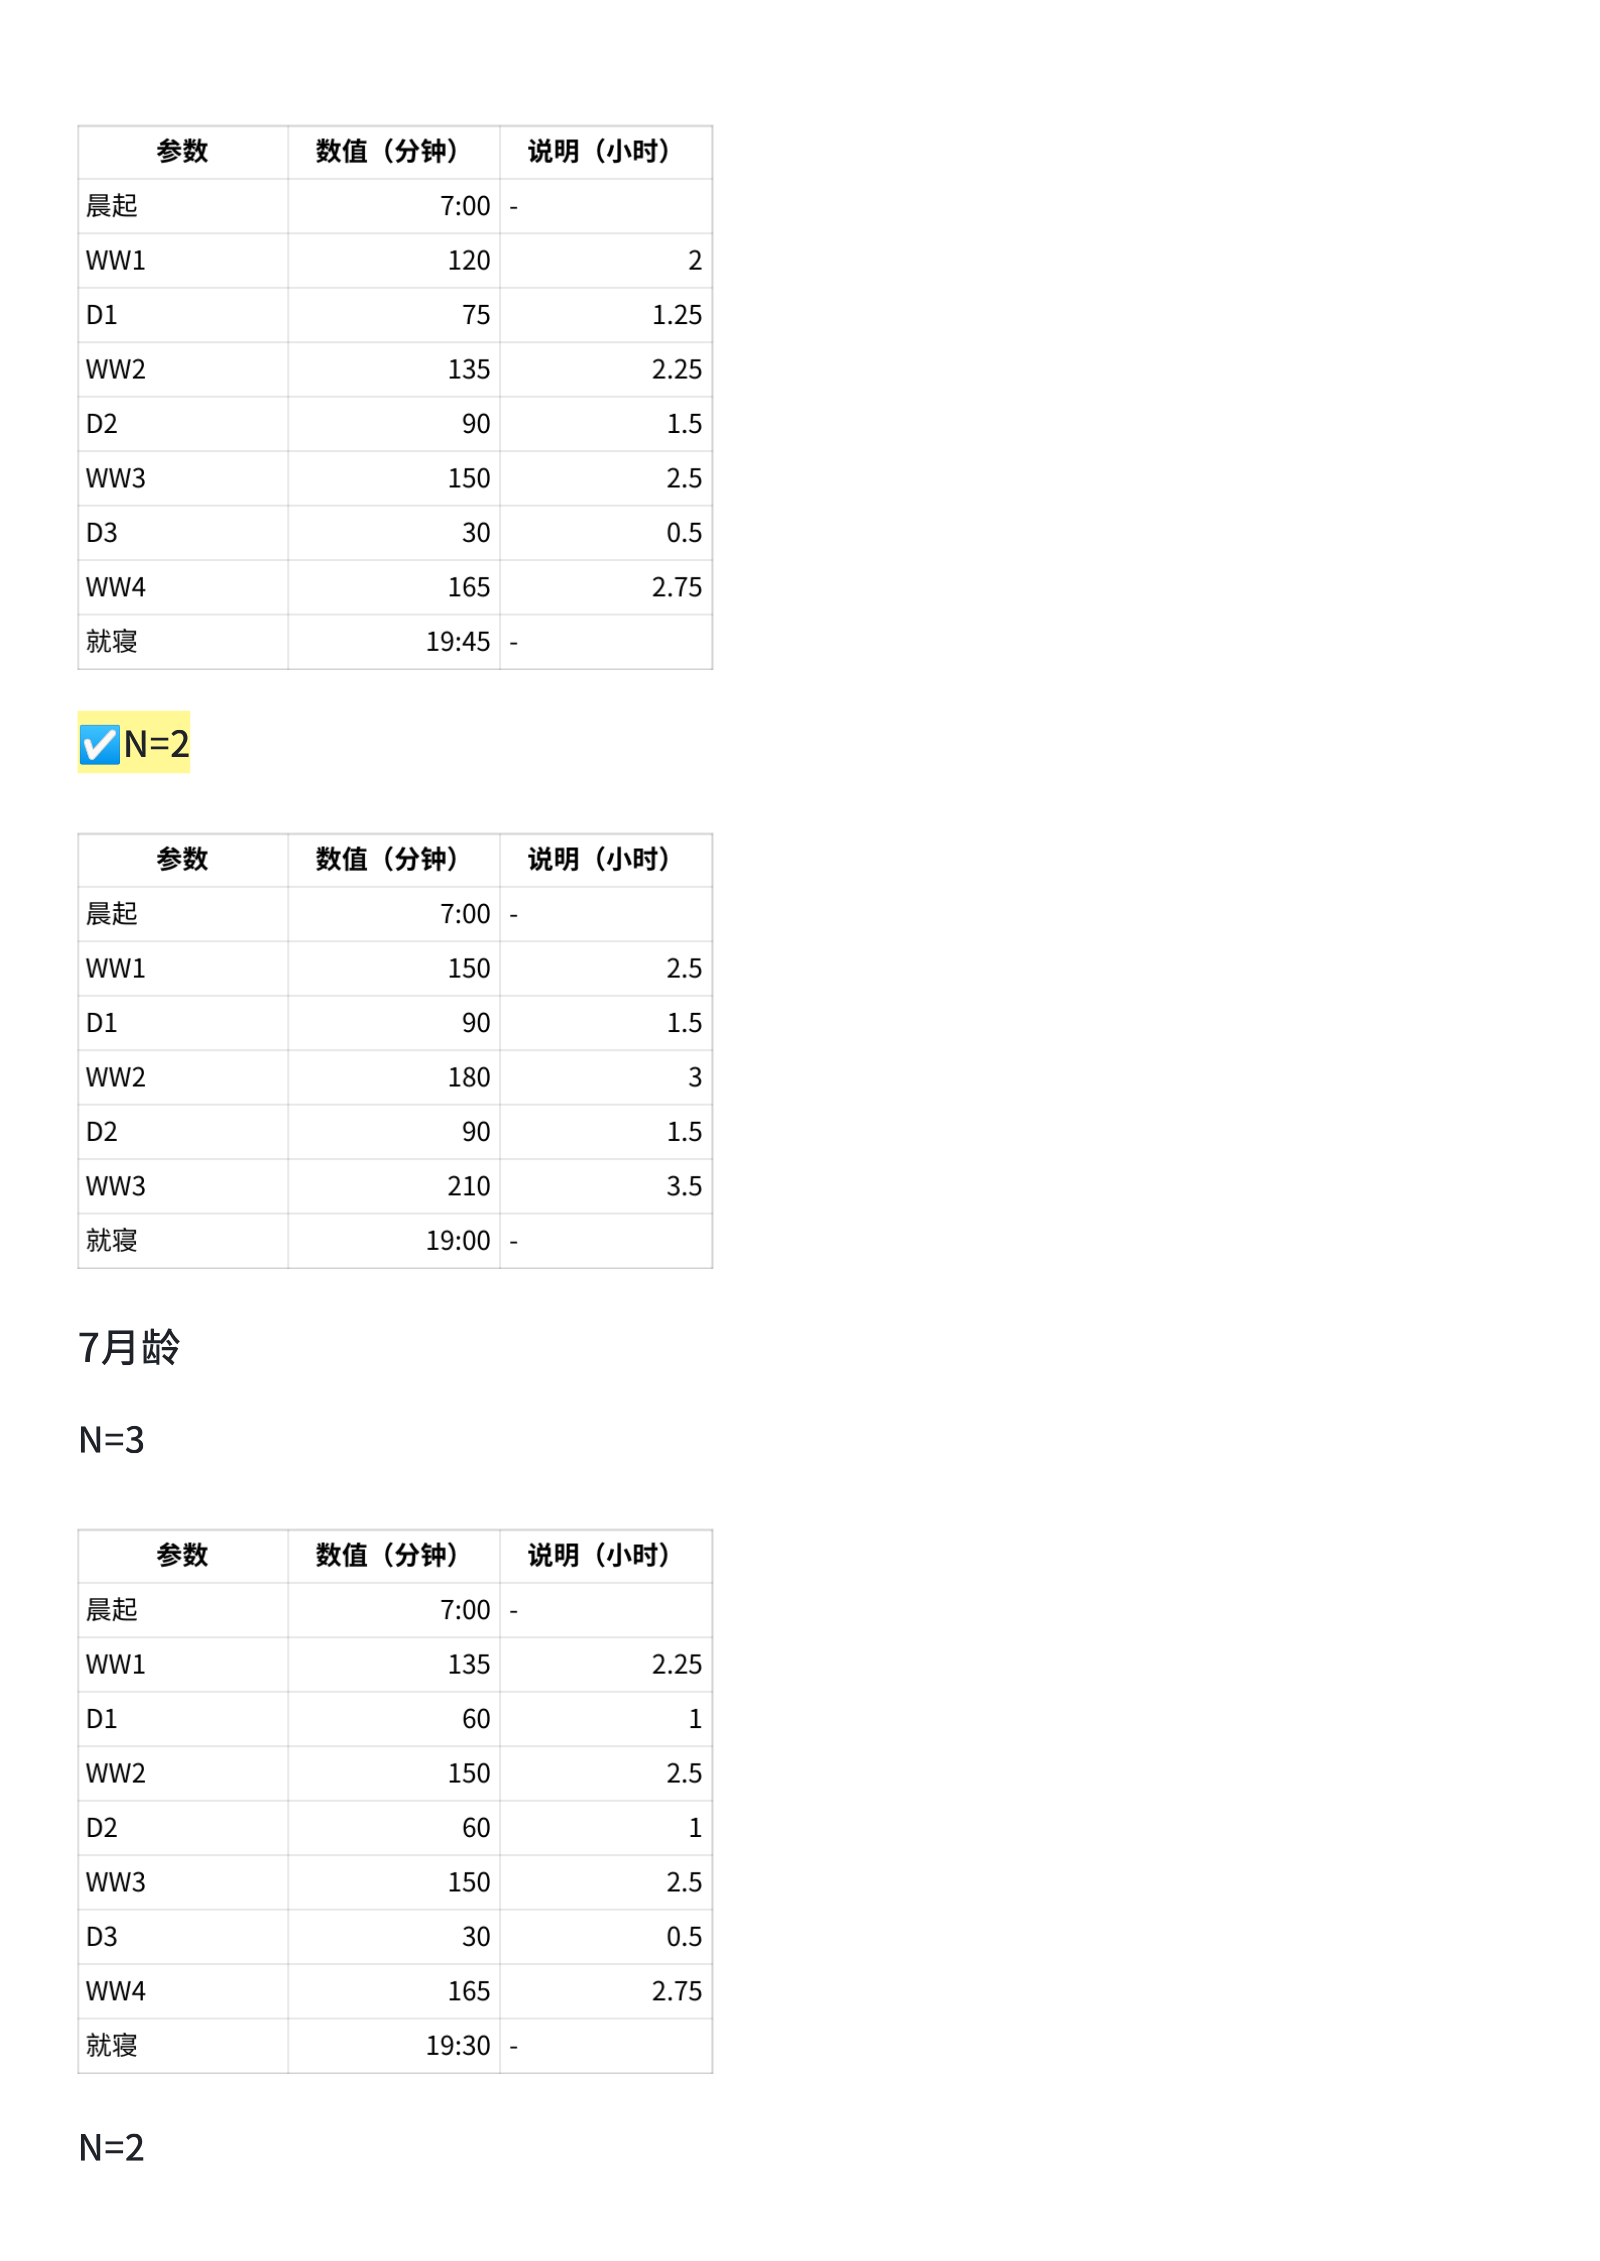 参数 数值（分钟） 说明（小时）
晨起 7:00 -
WW1 120 2
D1 75 1.25
WW2 135 2.25
D2 90 1.5
WW3 150 2.5
D3 30 0.5
WW4 165 2.75
就寝 19:45 -
✅N=2
参数 数值（分钟） 说明（小时）
晨起 7:00 -
WW1 150 2.5
D1 90 1.5
WW2 180 3
D2 90 1.5
WW3 210 3.5
就寝 19:00 -
7月龄
N=3
参数 数值（分钟） 说明（小时）
晨起 7:00 -
WW1 135 2.25
D1 60 1
WW2 150 2.5
D2 60 1
WW3 150 2.5
D3 30 0.5
WW4 165 2.75
就寝 19:30 -
N=2